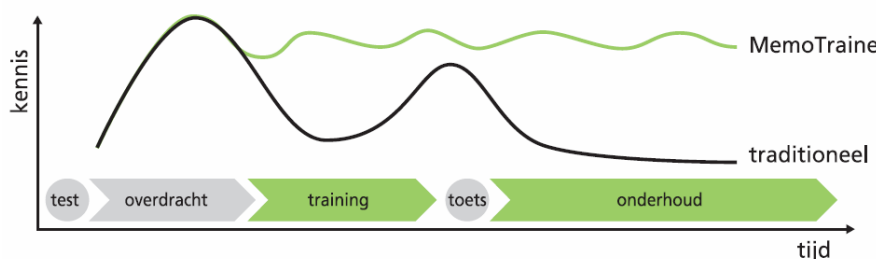 kennis
MemoTraine
traditioneel
test
overdracht
training
toets
onderhoud
tijd